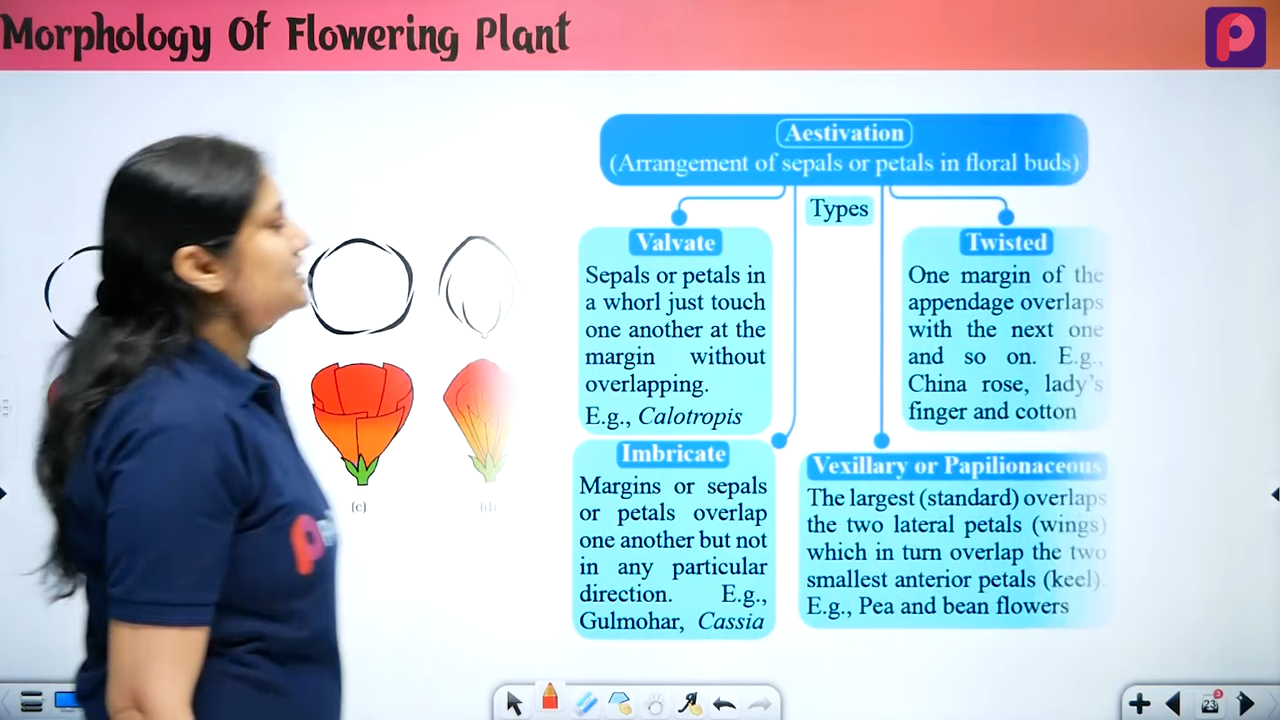 Morphology Of Flowering Plant
Aestivation
(Arrangement of sepals or petals in floral buds)
Types
Valvate
Sepals or petals in
a whorl just touch
one another at the
margin without
overlapping.
E.g., Calotropis
Twisted
One margin of the
appendage overlaps
with the next one
and so on. E.g.,
China rose, lady's
finger and cotton
Imbricate
Margins or sepals
or petals overlap
one another but not
in any particular
direction. E.g.,
Gulmohar, Cassia
Vexillary or Papilionaceous
The largest (standard) overlaps
the two lateral petals (wings)
which in turn overlap the two
smallest anterior petals (keel).
E.g., Pea and bean flowers
(c)
(d)
23
3